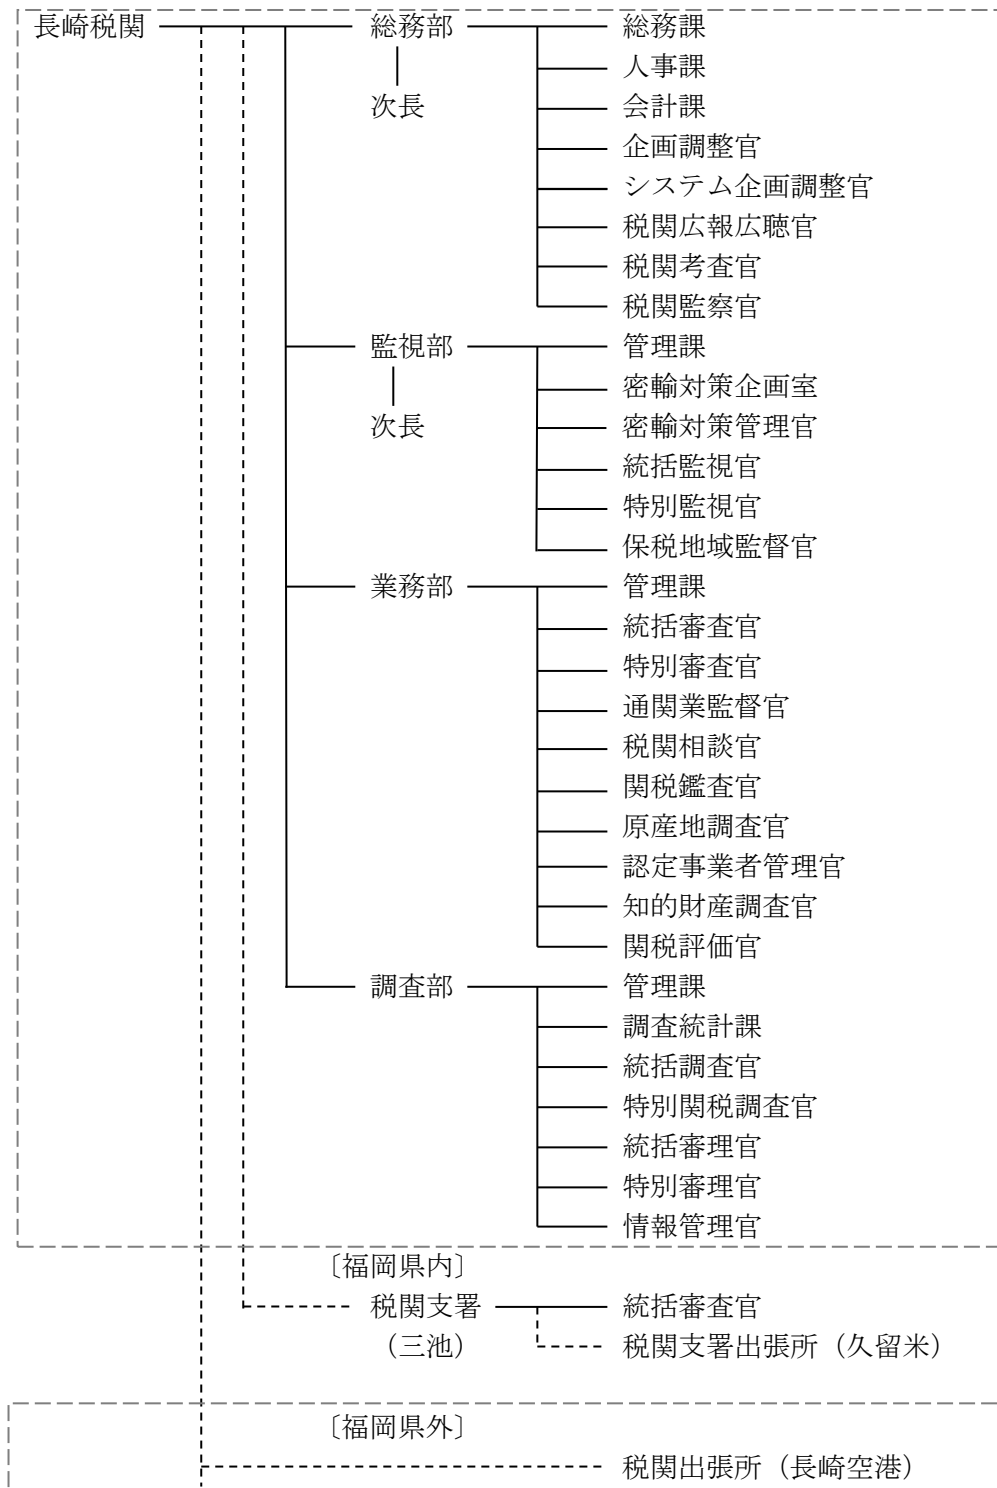 長崎税関 総務部 総務課
人事課
次長 会計課
企画調整官
システム企画調整官
税関広報広聴官
税関考査官
税関監察官
監視部 管理課
密輸対策企画室
次長 密輸対策管理官
統括監視官
特別監視官
保税地域監督官
業務部 管理課
統括審査官
特別審査官
通関業監督官
税関相談官
関税鑑査官
原産地調査官
認定事業者管理官
知的財産調査官
関税評価官
調査部 管理課
調査統計課
統括調査官
特別関税調査官
統括審理官
特別審理官
情報管理官
〔福岡県内〕
税関支署 統括審査官
（三池） 税関支署出張所（久留米）
〔福岡県外〕
税関出張所（長崎空港）